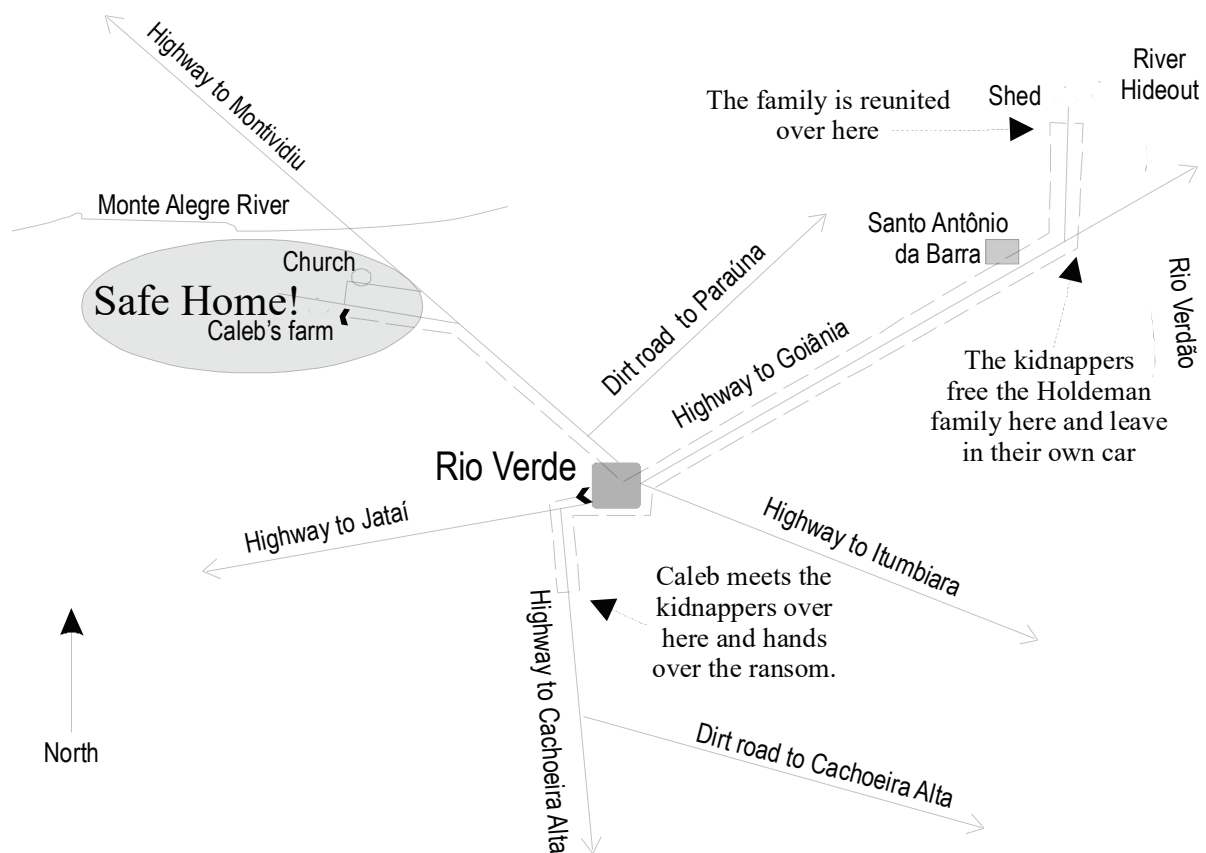 Highway to Montividiu
River
Hideout
Shed
The family is reunited
over here
Monte Alegre River
Santo Antônio
da Barra
Church
Safe Home!
Caleb's farm
Dirt road to Paraúna
Highway to Goiânia
Rio Verdão
The kidnappers
free the Holdeman
family here and leave
in their own car
Rio Verde
Highway to Jataí
Highway to Itumbiara
Caleb meets the
kidnappers over
here and hands
over the ransom.
Highway to Cachoeira Alta
North
Dirt road to Cachoeira Alta